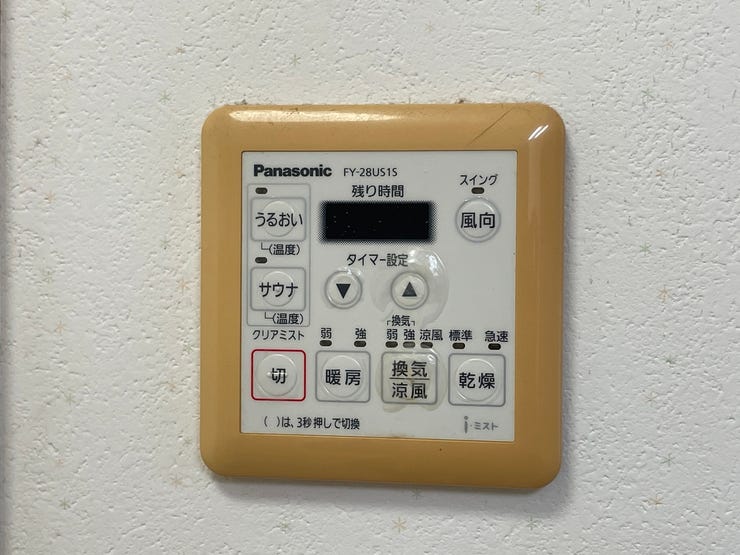 Panasonic FY-28US1S
残り時間
スイング
うるおい
風向
(温度)
タイマー設定
サウナ
▼
▲
(温度)
クリアミスト
換気
弱 強 弱 強 涼風 標準 急速
切
暖房
換気
涼風
乾燥
( )は、3秒押しで切換
i・ミスト